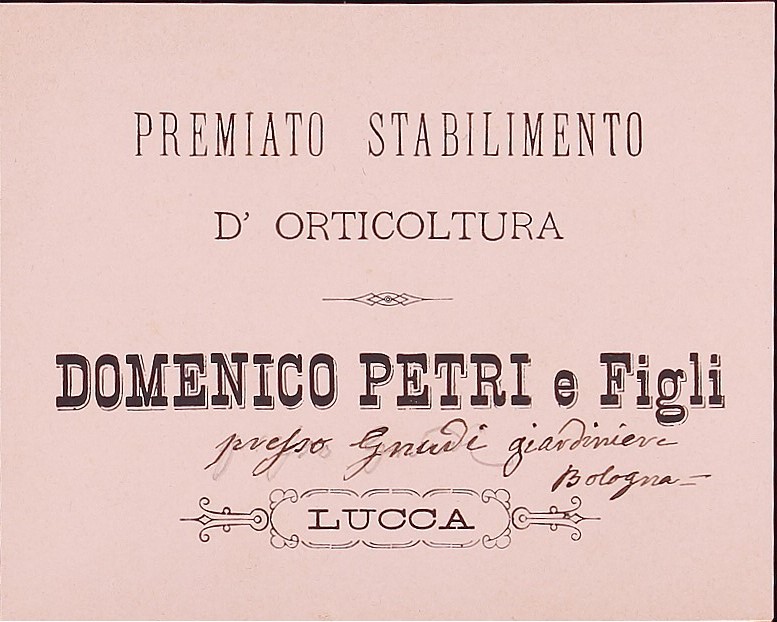 PREMIATO STABILIMENTO
D' ORTICOLTURA
DOMENICO PETRI e Figli
presso Gnudi giardiniere
Bologna
LUCCA